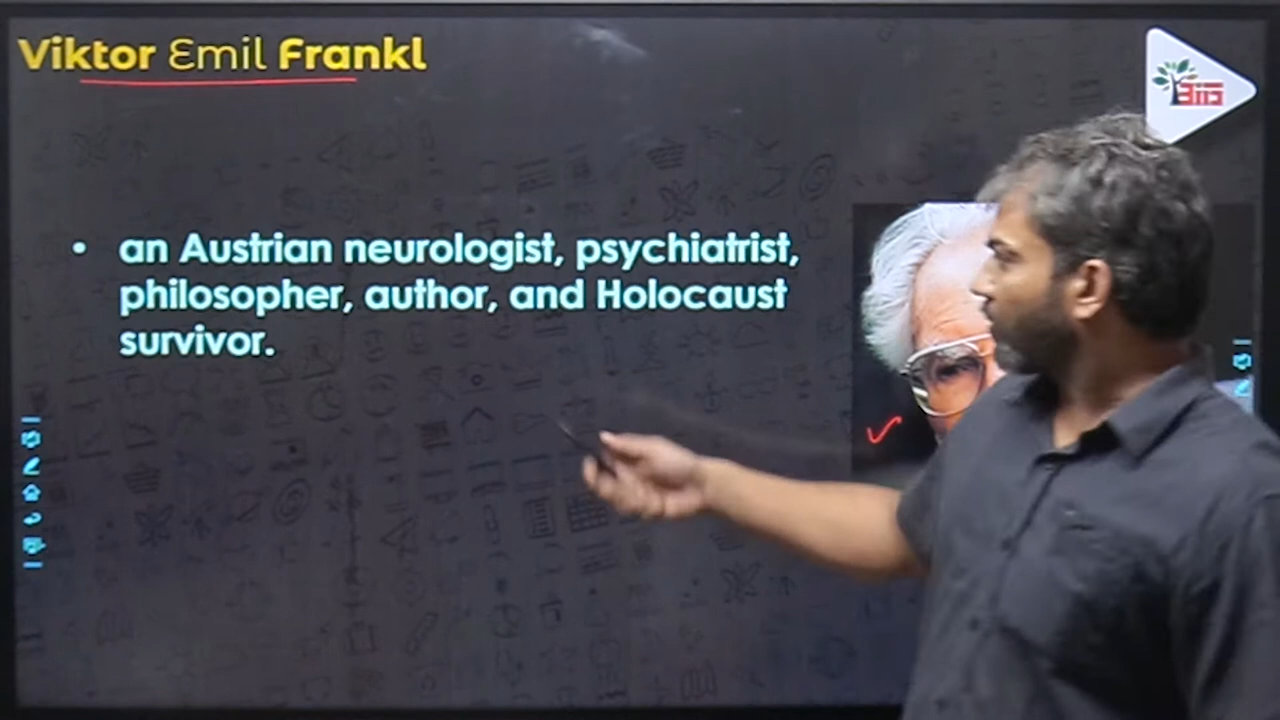 Viktor Emil Frankl
• an Austrian neurologist, psychiatrist,
philosopher, author, and Holocaust
survivor.